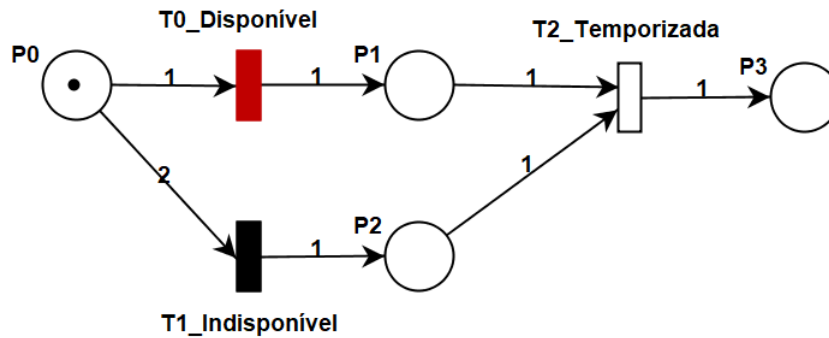 T0_Disponível
T2_Temporizada
P0
P1
P3
1
1
1
1
2
1
P2
1
T1_Indisponível